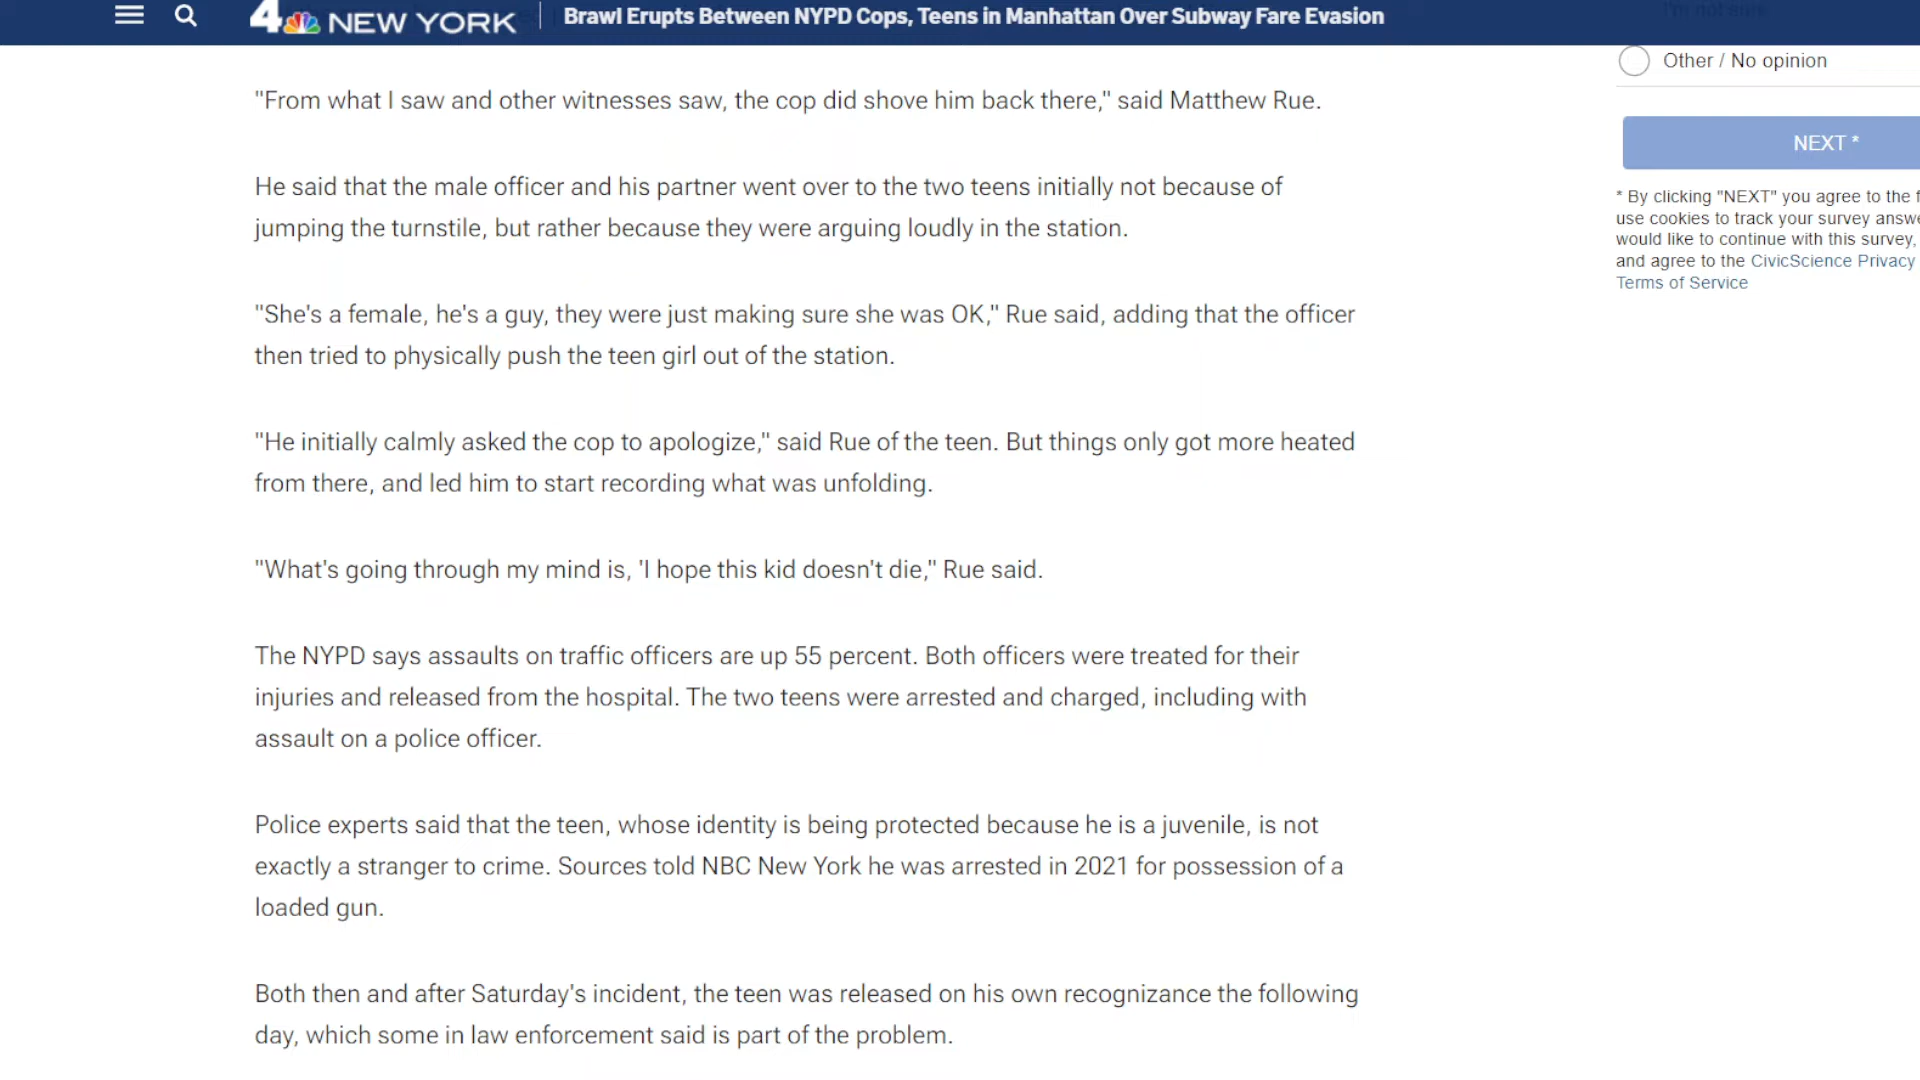 4 NEW YORK
Brawl Erupts Between NYPD Cops, Teens in Manhattan Over Subway Fare Evasion
"From what I saw and other witnesses saw, the cop did shove him back there," said Matthew Rue.
He said that the male officer and his partner went over to the two teens initially not because of
jumping the turnstile, but rather because they were arguing loudly in the station.
"She's a female, he's a guy, they were just making sure she was OK," Rue said, adding that the officer
then tried to physically push the teen girl out of the station.
"He initially calmly asked the cop to apologize," said Rue of the teen. But things only got more heated
from there, and led him to start recording what was unfolding.
"What's going through my mind is, 'I hope this kid doesn't die," Rue said.
The NYPD says assaults on traffic officers are up 55 percent. Both officers were treated for their
injuries and released from the hospital. The two teens were arrested and charged, including with
assault on a police officer.
Police experts said that the teen, whose identity is being protected because he is a juvenile, is not
exactly a stranger to crime. Sources told NBC New York he was arrested in 2021 for possession of a
loaded gun.
Both then and after Saturday's incident, the teen was released on his own recognizance the following
day, which some in law enforcement said is part of the problem.
I'm not sure
Other / No opinion
NEXT *
* By clicking "NEXT" you agree to the
use cookies to track your survey
would like to continue with this survey,
and agree to the CivicScience Privacy
Terms of Service